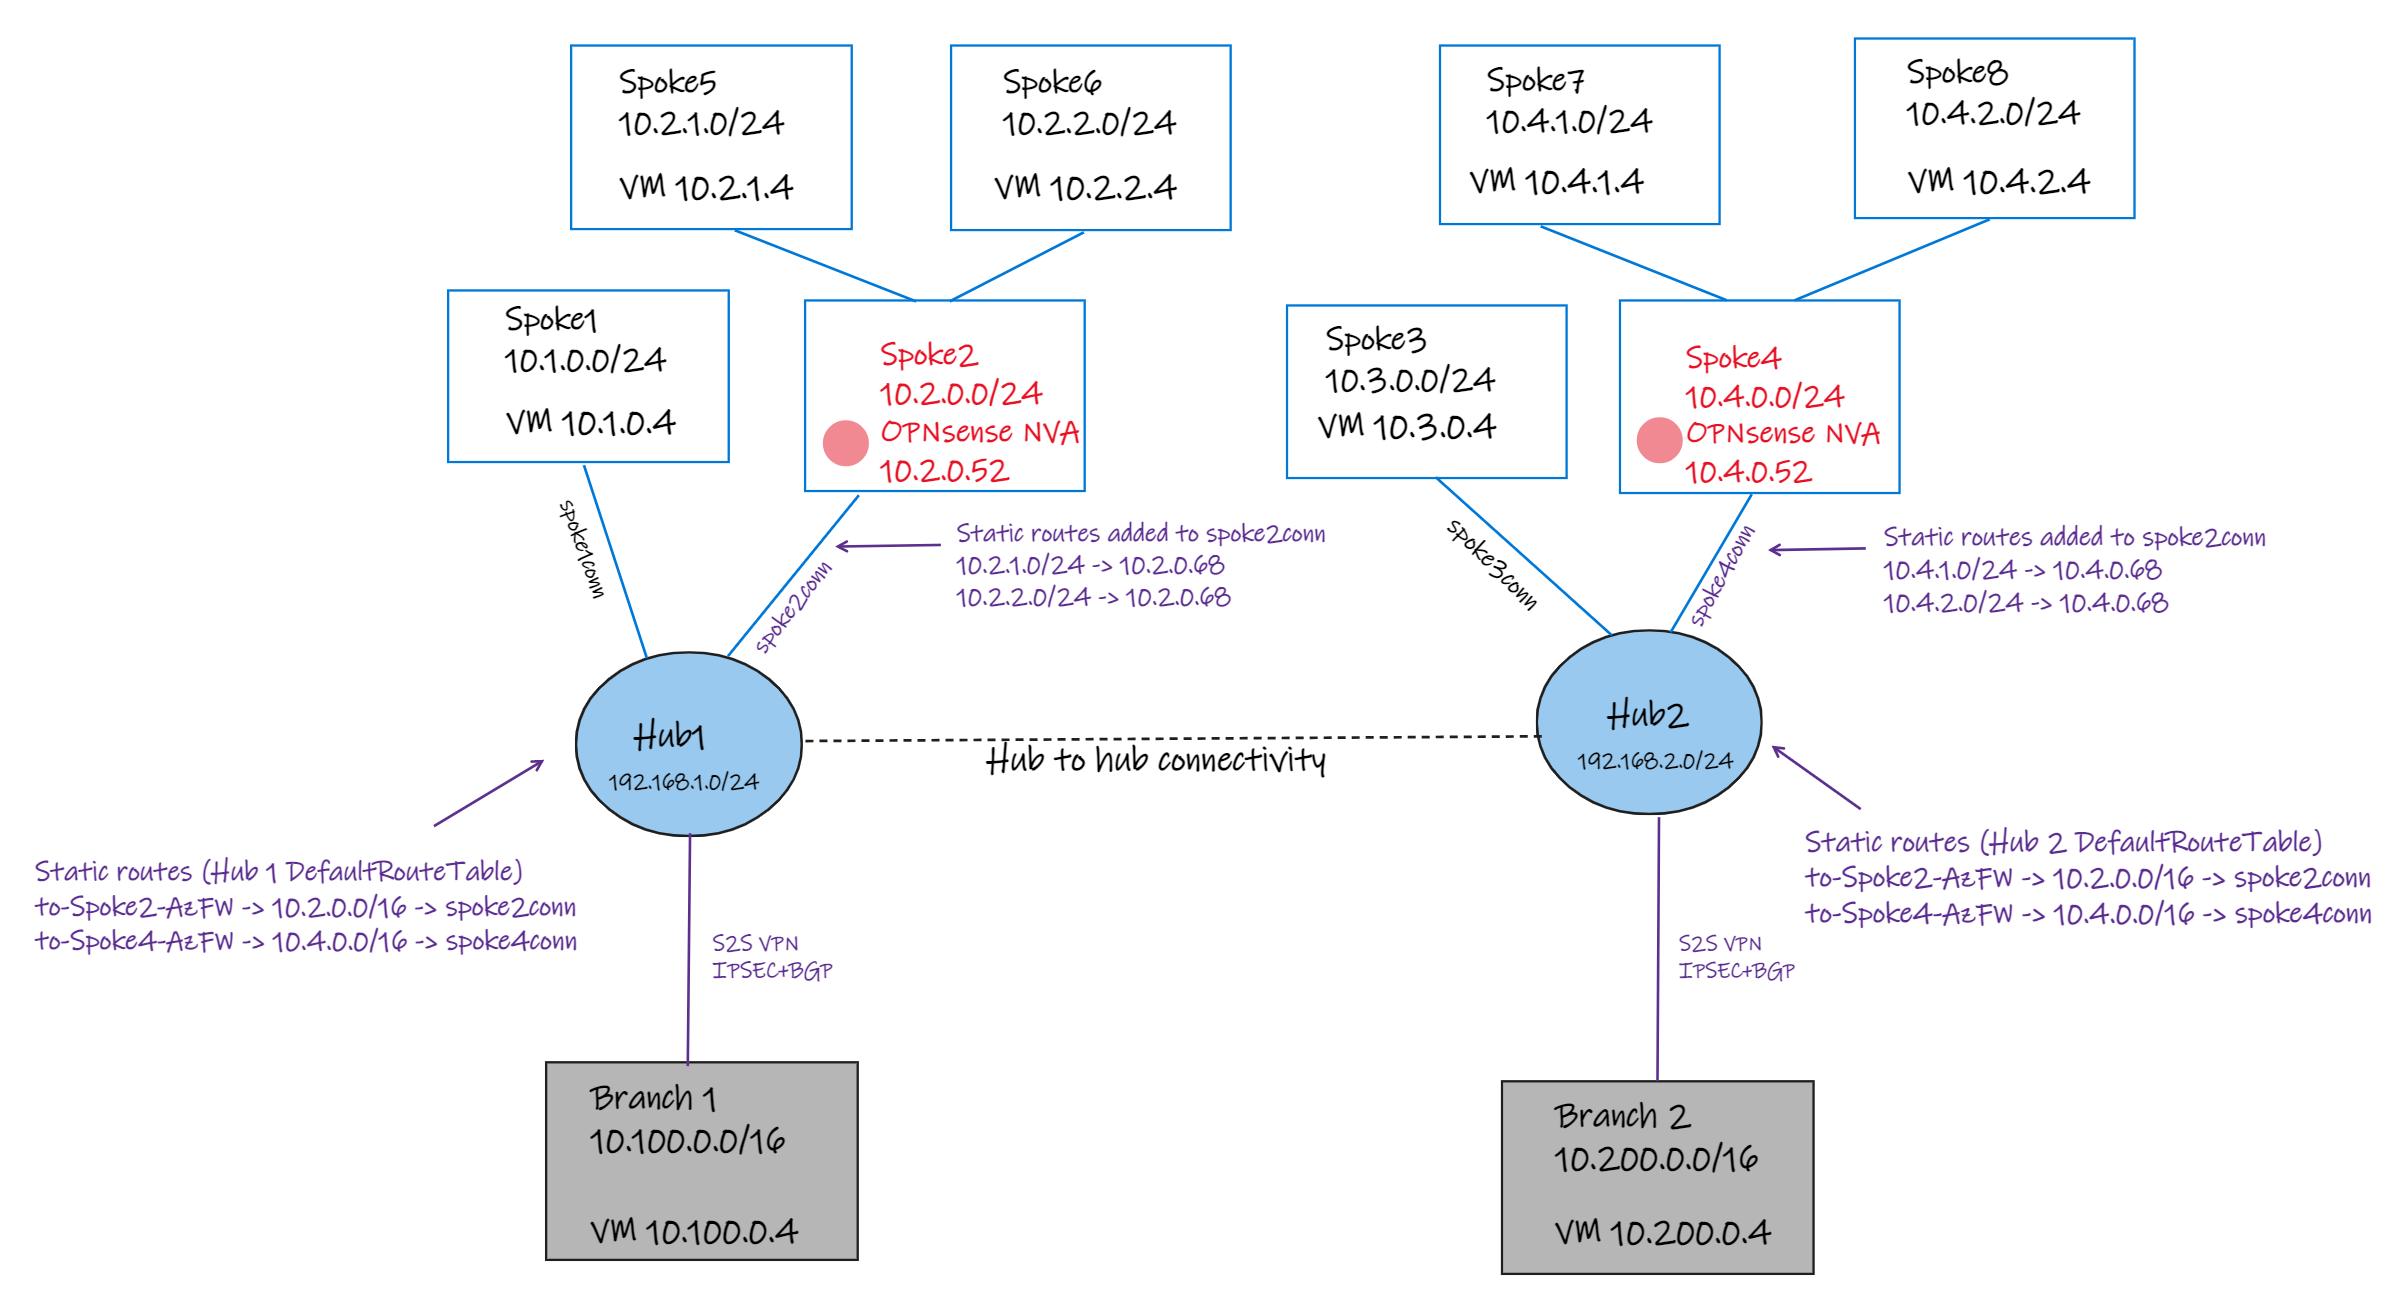 Spoke5
10.2.1.0/24
VM 10.2.1.4
Spoke6
10.2.2.0/24
VM 10.2.2.4
Spoke7
10.4.1.0/24
VM 10.4.1.4
Spoke8
10.4.2.0/24
VM 10.4.2.4
Spoke1
10.1.0.0/24
VM 10.1.0.4
Spoke2
10.2.0.0/24
OPNsense NVA
10.2.0.52
Spoke3
10.3.0.0/24
VM 10.3.0.4
Spoke4
10.4.0.0/24
OPNsense NVA
10.4.0.52
spoke1conn
spoke2conn
Static routes added to spoke2conn
10.2.1.0/24 -> 10.2.0.68
10.2.2.0/24 -> 10.2.0.68
spoke3conn
spoke4conn
Static routes added to spoke2conn
10.4.1.0/24 -> 10.4.0.68
10.4.2.0/24 -> 10.4.0.68
Hub1
192.168.1.0/24
Hub to hub connectivity
Hub2
192.168.2.0/24
Static routes (Hub 1 DefaultRouteTable)
to-Spoke2-AzFW -> 10.2.0.0/16 -> spoke2conn
to-Spoke4-AzFW -> 10.4.0.0/16 -> spoke4conn
Static routes (Hub 2 DefaultRouteTable)
to-Spoke2-AzFW -> 10.2.0.0/16 -> spoke2conn
to-Spoke4-AzFW -> 10.4.0.0/16 -> spoke4conn
S2S VPN
IPSEC+BGP
S2S VPN
IPSEC+BGP
Branch 1
10.100.0.0/16
VM 10.100.0.4
Branch 2
10.200.0.0/16
VM 10.200.0.4